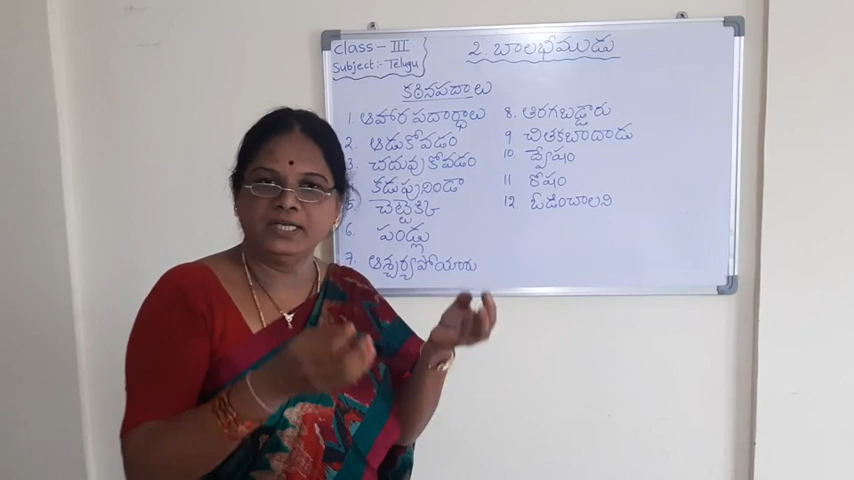 class - III
Subject:- Telugu
2. బాలభీముడు
కఠినపదాలు
1. ఆహార పదార్థాలు
2. ఆడుకోవడం
3. చదువుకోవడం
కడుపునిండా
5. చెట్టెక్కి
6. పండ్లు
7. ఆశ్చర్యపోయారు
8. ఆరగబడ్డారు
9 చితకబాదాడు
10 ద్వేషం
11 రోషం
12 ఓడించాలని